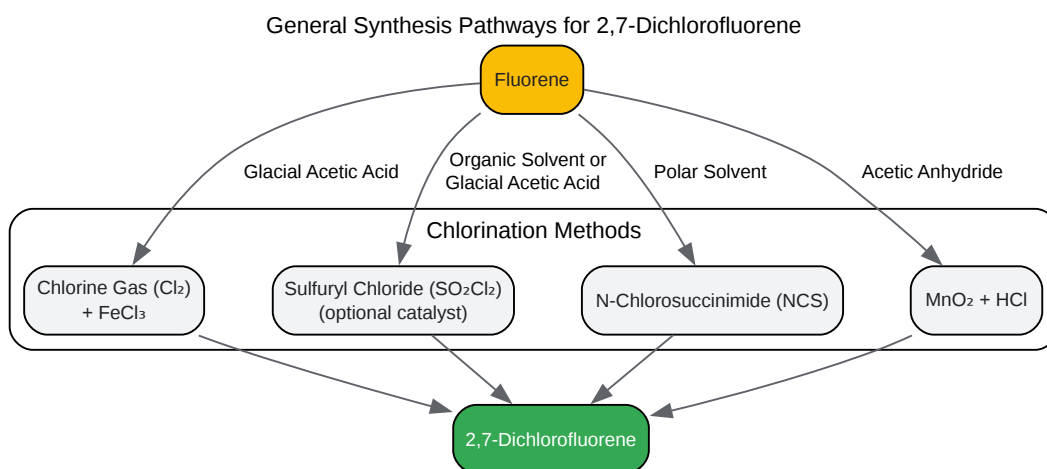 General Synthesis Pathways for 2,7-Dichlorofluorene
Fluorene
Glacial Acetic Acid
Organic Solvent or
Glacial Acetic Acid
Polar Solvent
Acetic Anhydride
Chlorination Methods
Chlorine Gas (Cl₂)
+ FeCl₃
Sulfuryl Chloride (SO₂Cl₂)
(optional catalyst)
N-Chlorosuccinimide (NCS)
MnO₂ + HCl
2,7-Dichlorofluorene